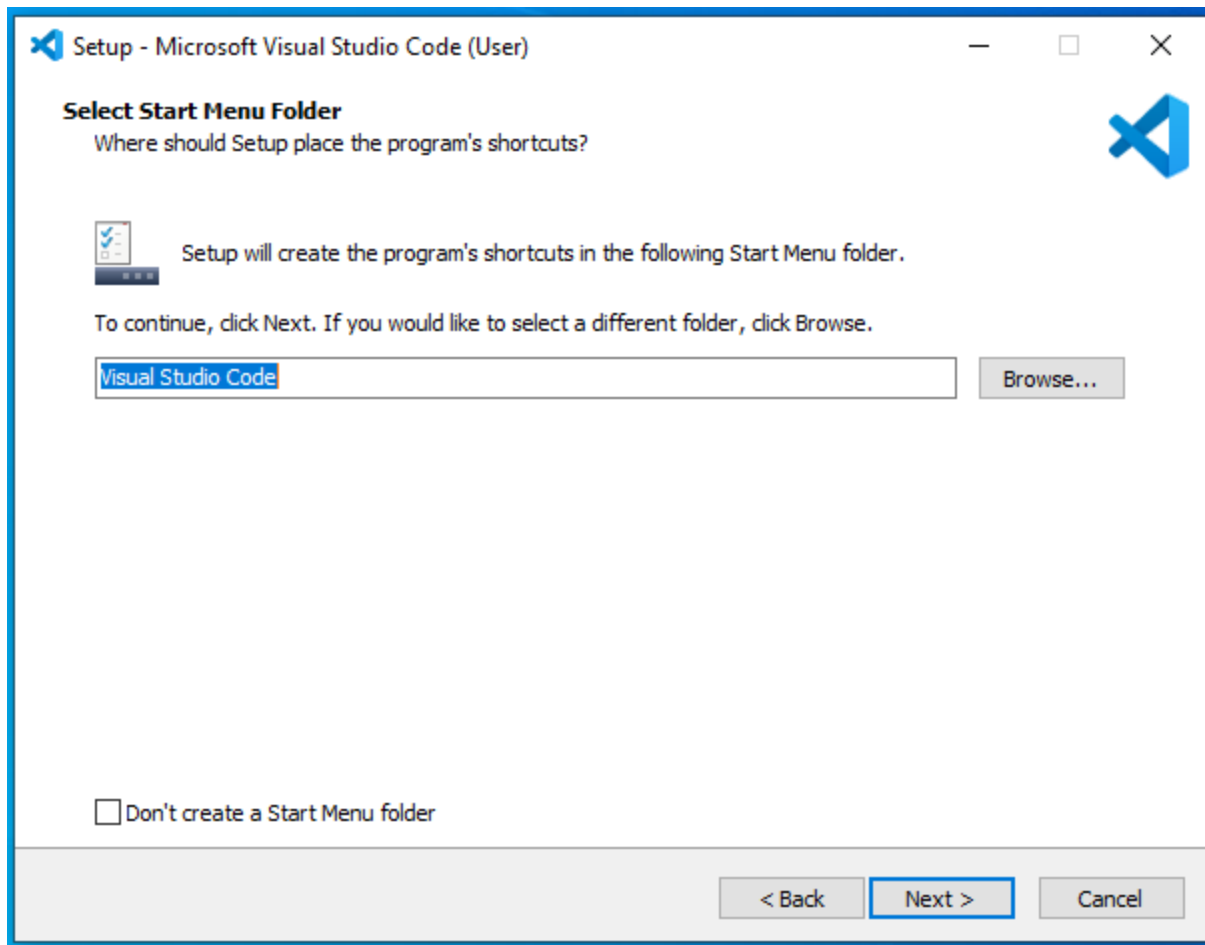 Setup - Microsoft Visual Studio Code (User)
Select Start Menu Folder
Where should Setup place the program's shortcuts?
Setup will create the program's shortcuts in the following Start Menu folder.
To continue, click Next. If you would like to select a different folder, click Browse.
Visual Studio Code
Browse...
Don't create a Start Menu folder
< Back
Next >
Cancel